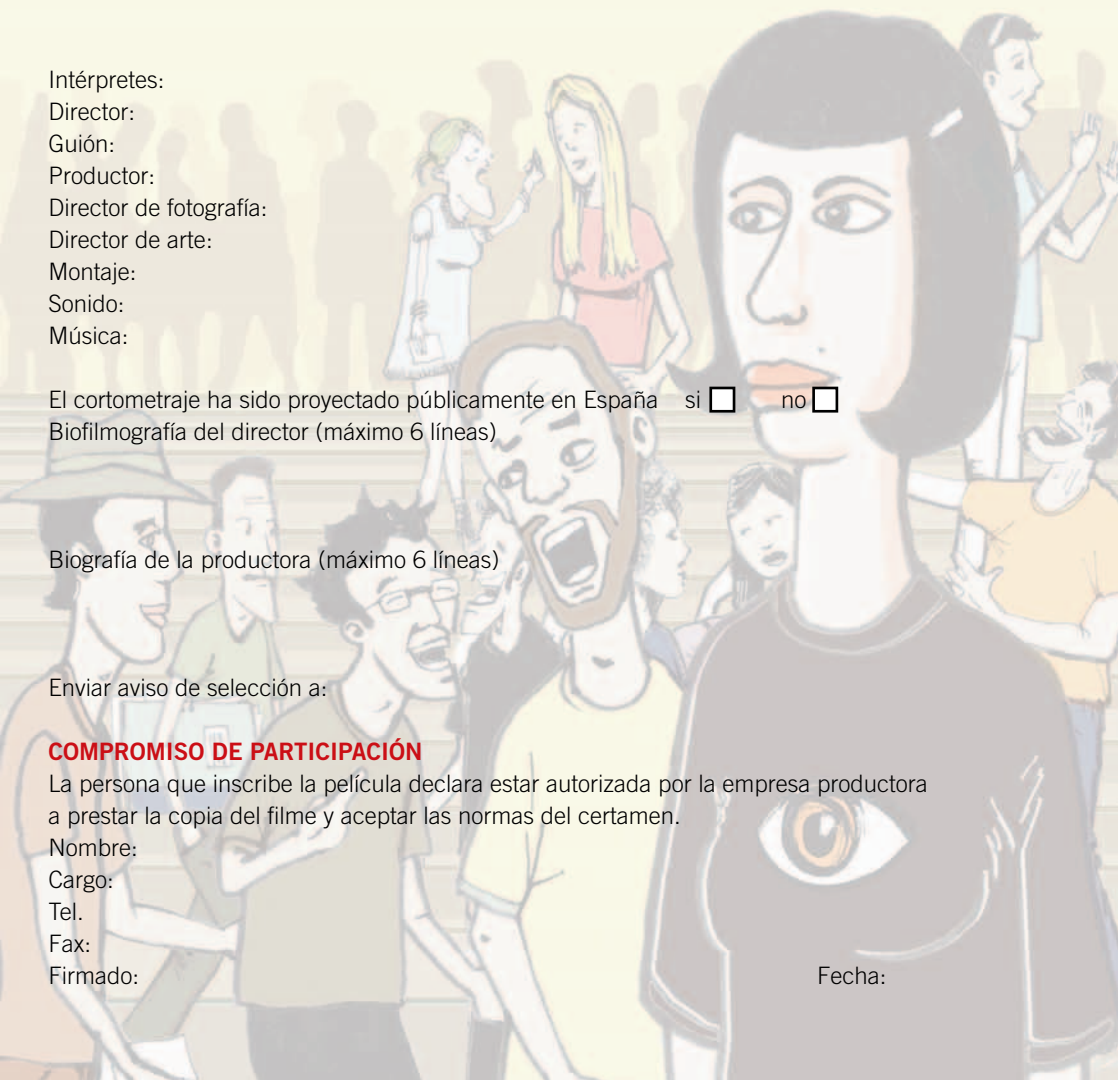 Intérpretes:
Director:
Guión:
Productor:
Director de fotografía:
Director de arte:
Montaje:
Sonido:
Música:
El cortometraje ha sido proyectado públicamente en España si no
Biofilmografía del director (máximo 6 líneas)
Biografía de la productora (máximo 6 líneas)
Enviar aviso de selección a:
COMPROMISO DE PARTICIPACIÓN
La persona que inscribe la película declara estar autorizada por la empresa productora
a prestar la copia del filme y aceptar las normas del certamen.
Nombre:
Cargo:
Tel.
Fax:
Firmado: Fecha: